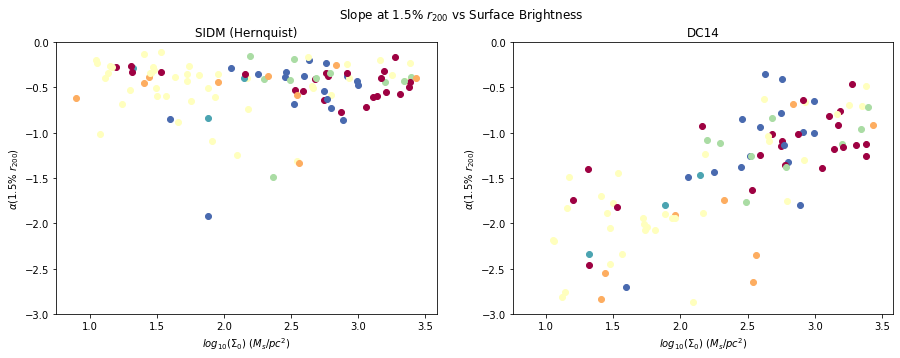 Slope at 1.5% r₂₀₀ vs Surface Brightness
SIDM (Hernquist)
DC14
0.0
−0.5
−1.0
−1.5
−2.0
−2.5
−3.0
α(1.5% r₂₀₀)
1.0 1.5 2.0 2.5 3.0 3.5
log₁₀(Σ₀) (Mₛ/pc²)
0.0
−0.5
−1.0
−1.5
−2.0
−2.5
−3.0
α(1.5% r₂₀₀)
1.0 1.5 2.0 2.5 3.0 3.5
log₁₀(Σ₀) (Mₛ/pc²)